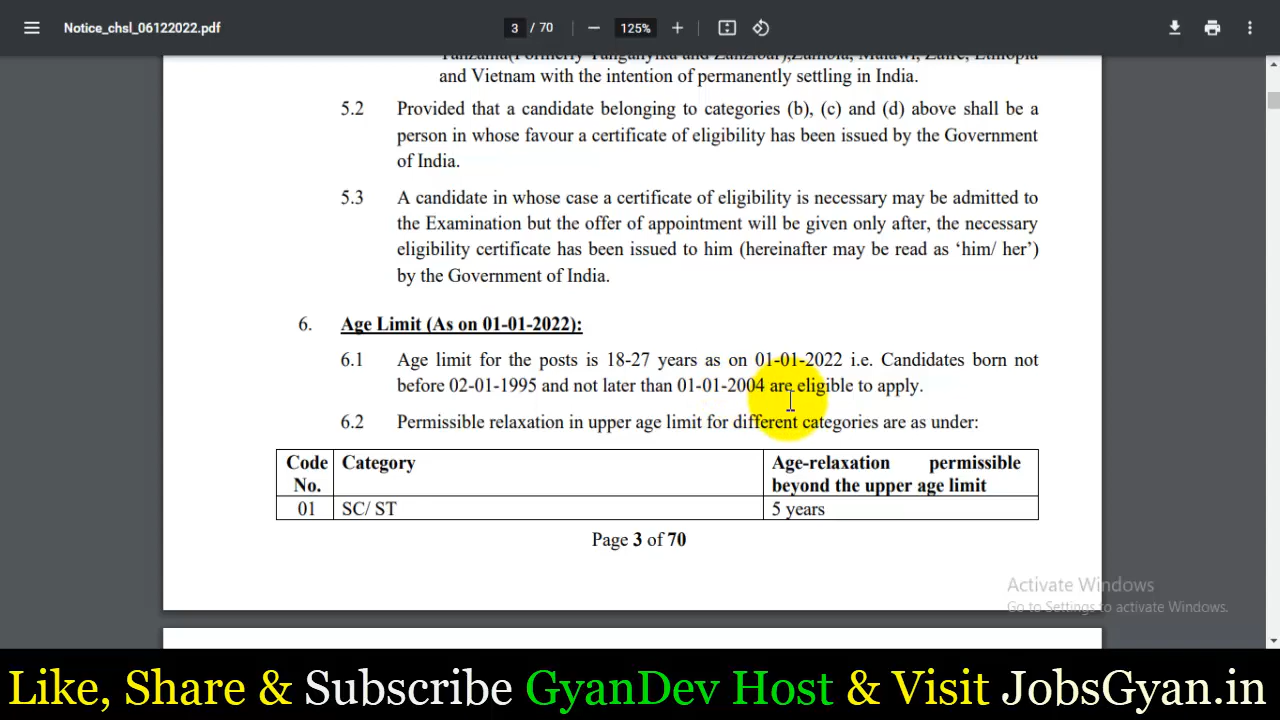 Notice_chsl_06122022.pdf
3 / 70
125%
Tanzania(Formerly Tanganyika and Zanzibar),Zambia, Malawi, Zaire, Ethiopia
and Vietnam with the intention of permanently settling in India.
5.2 Provided that a candidate belonging to categories (b), (c) and (d) above shall be a
person in whose favour a certificate of eligibility has been issued by the Government
of India.
5.3 A candidate in whose case a certificate of eligibility is necessary may be admitted to
the Examination but the offer of appointment will be given only after, the necessary
eligibility certificate has been issued to him (hereinafter may be read as ‘him/ her’)
by the Government of India.
6. Age Limit (As on 01-01-2022):
6.1 Age limit for the posts is 18-27 years as on 01-01-2022 i.e. Candidates born not
before 02-01-1995 and not later than 01-01-2004 are eligible to apply.
6.2 Permissible relaxation in upper age limit for different categories are as under:
Code Category Age-relaxation permissible
No. beyond the upper age limit
01 SC/ ST 5 years
Page 3 of 70
Activate Windows
Go to Settings to activate Windows.
Like, Share & Subscribe GyanDev Host & Visit JobsGyan.in